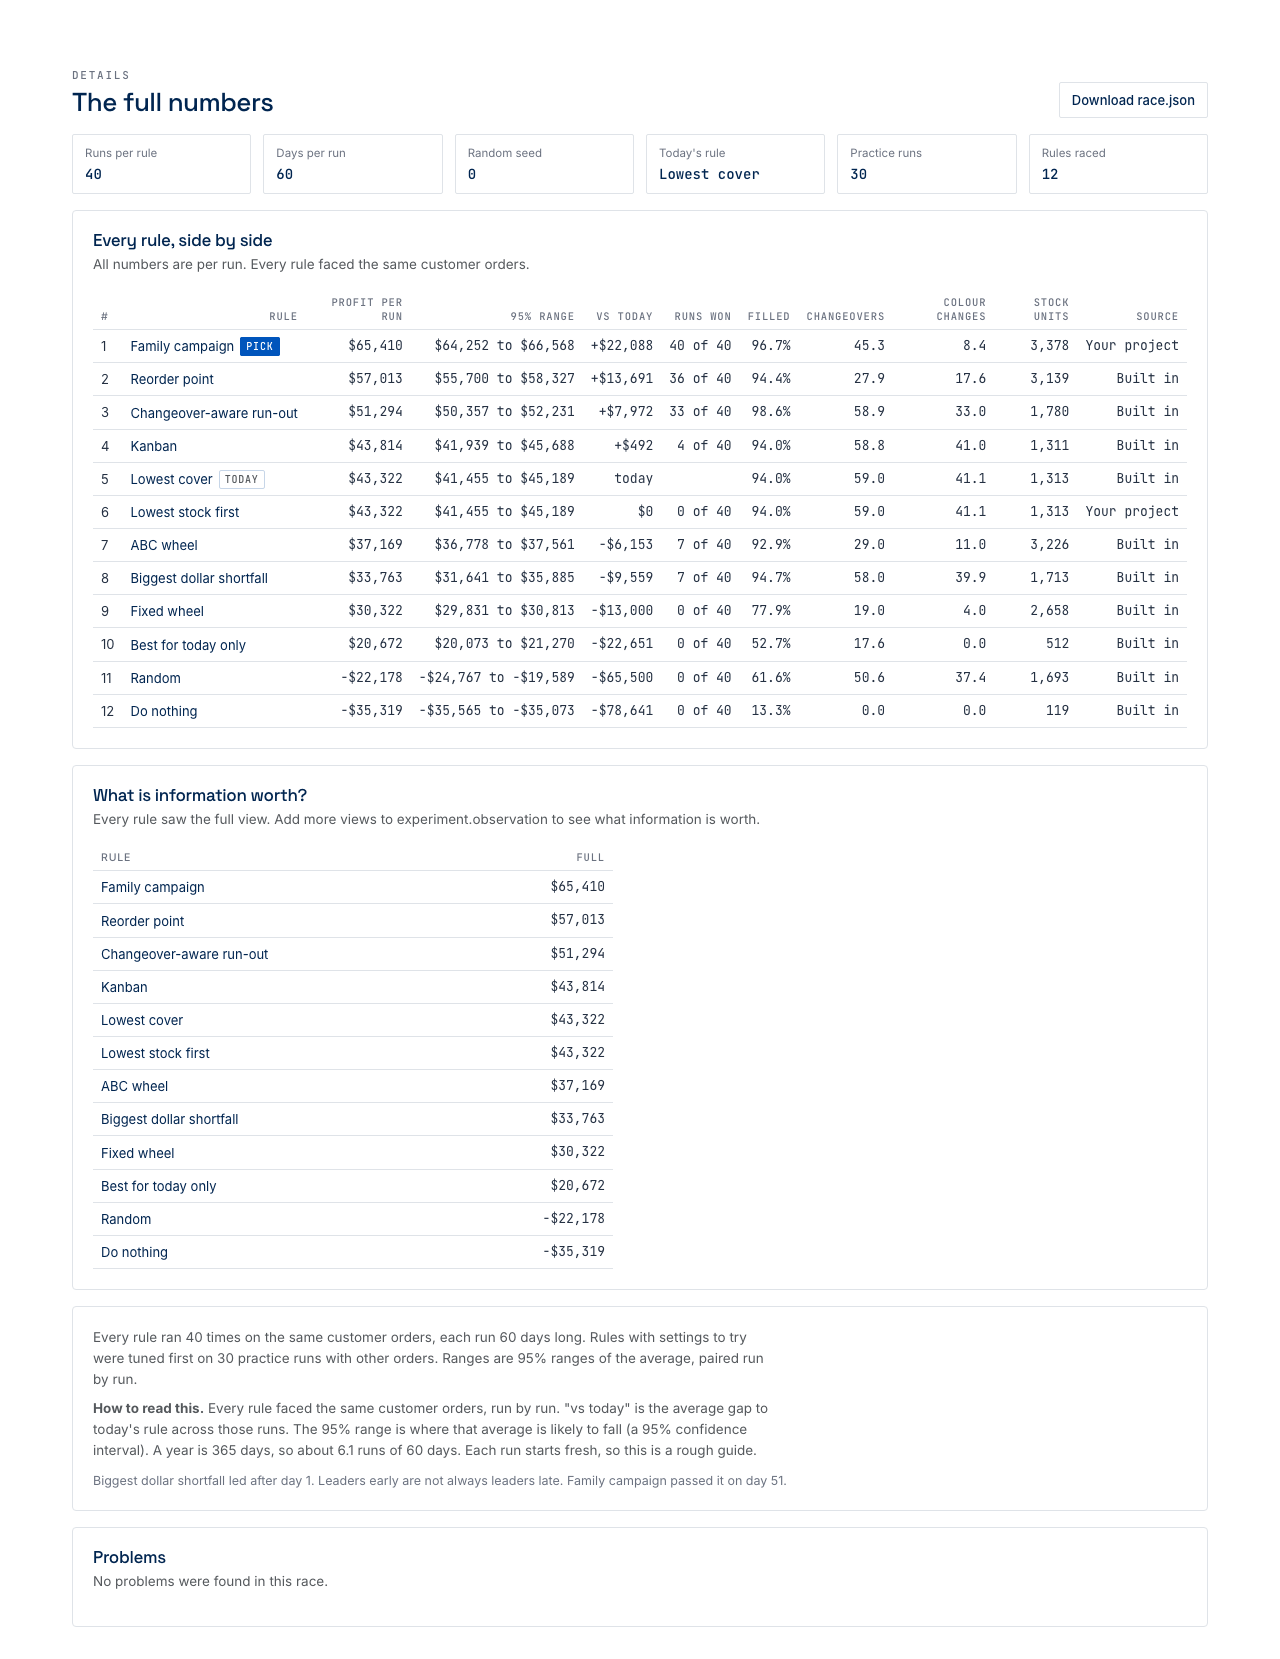 DETAILS
The full numbers
Download race.json
Runs per rule
40
Days per run
60
Random seed
0
Today's rule
Lowest cover
Practice runs
30
Rules raced
12
Every rule, side by side
All numbers are per run. Every rule faced the same customer orders.
# RULE PROFIT PER RUN 95% RANGE VS TODAY RUNS WON FILLED CHANGEOVERS COLOUR CHANGES STOCK UNITS SOURCE
1 Family campaign PICK $65,410 $64,252 to $66,568 +$22,088 40 of 40 96.7% 45.3 8.4 3,378 Your project
2 Reorder point $57,013 $55,700 to $58,327 +$13,691 36 of 40 94.4% 27.9 17.6 3,139 Built in
3 Changeover-aware run-out $51,294 $50,357 to $52,231 +$7,972 33 of 40 98.6% 58.9 33.0 1,780 Built in
4 Kanban $43,814 $41,939 to $45,688 +$492 4 of 40 94.0% 58.8 41.0 1,311 Built in
5 Lowest cover TODAY $43,322 $41,455 to $45,189 today 94.0% 59.0 41.1 1,313 Built in
6 Lowest stock first $43,322 $41,455 to $45,189 $0 0 of 40 94.0% 59.0 41.1 1,313 Your project
7 ABC wheel $37,169 $36,778 to $37,561 -$6,153 7 of 40 92.9% 29.0 11.0 3,226 Built in
8 Biggest dollar shortfall $33,763 $31,641 to $35,885 -$9,559 7 of 40 94.7% 58.0 39.9 1,713 Built in
9 Fixed wheel $30,322 $29,831 to $30,813 -$13,000 0 of 40 77.9% 19.0 4.0 2,658 Built in
10 Best for today only $20,672 $20,073 to $21,270 -$22,651 0 of 40 52.7% 17.6 0.0 512 Built in
11 Random -$22,178 -$24,767 to -$19,589 -$65,500 0 of 40 61.6% 50.6 37.4 1,693 Built in
12 Do nothing -$35,319 -$35,565 to -$35,073 -$78,641 0 of 40 13.3% 0.0 0.0 119 Built in
What is information worth?
Every rule saw the full view. Add more views to experiment.observation to see what information is worth.
RULE FULL
Family campaign $65,410
Reorder point $57,013
Changeover-aware run-out $51,294
Kanban $43,814
Lowest cover $43,322
Lowest stock first $43,322
ABC wheel $37,169
Biggest dollar shortfall $33,763
Fixed wheel $30,322
Best for today only $20,672
Random -$22,178
Do nothing -$35,319
Every rule ran 40 times on the same customer orders, each run 60 days long. Rules with settings to try
were tuned first on 30 practice runs with other orders. Ranges are 95% ranges of the average, paired run
by run.
How to read this. Every rule faced the same customer orders, run by run. "vs today" is the average gap to
today's rule across those runs. The 95% range is where that average is likely to fall (a 95% confidence
interval). A year is 365 days, so about 6.1 runs of 60 days. Each run starts fresh, so this is a rough guide.
Biggest dollar shortfall led after day 1. Leaders early are not always leaders late. Family campaign passed it on day 51.
Problems
No problems were found in this race.